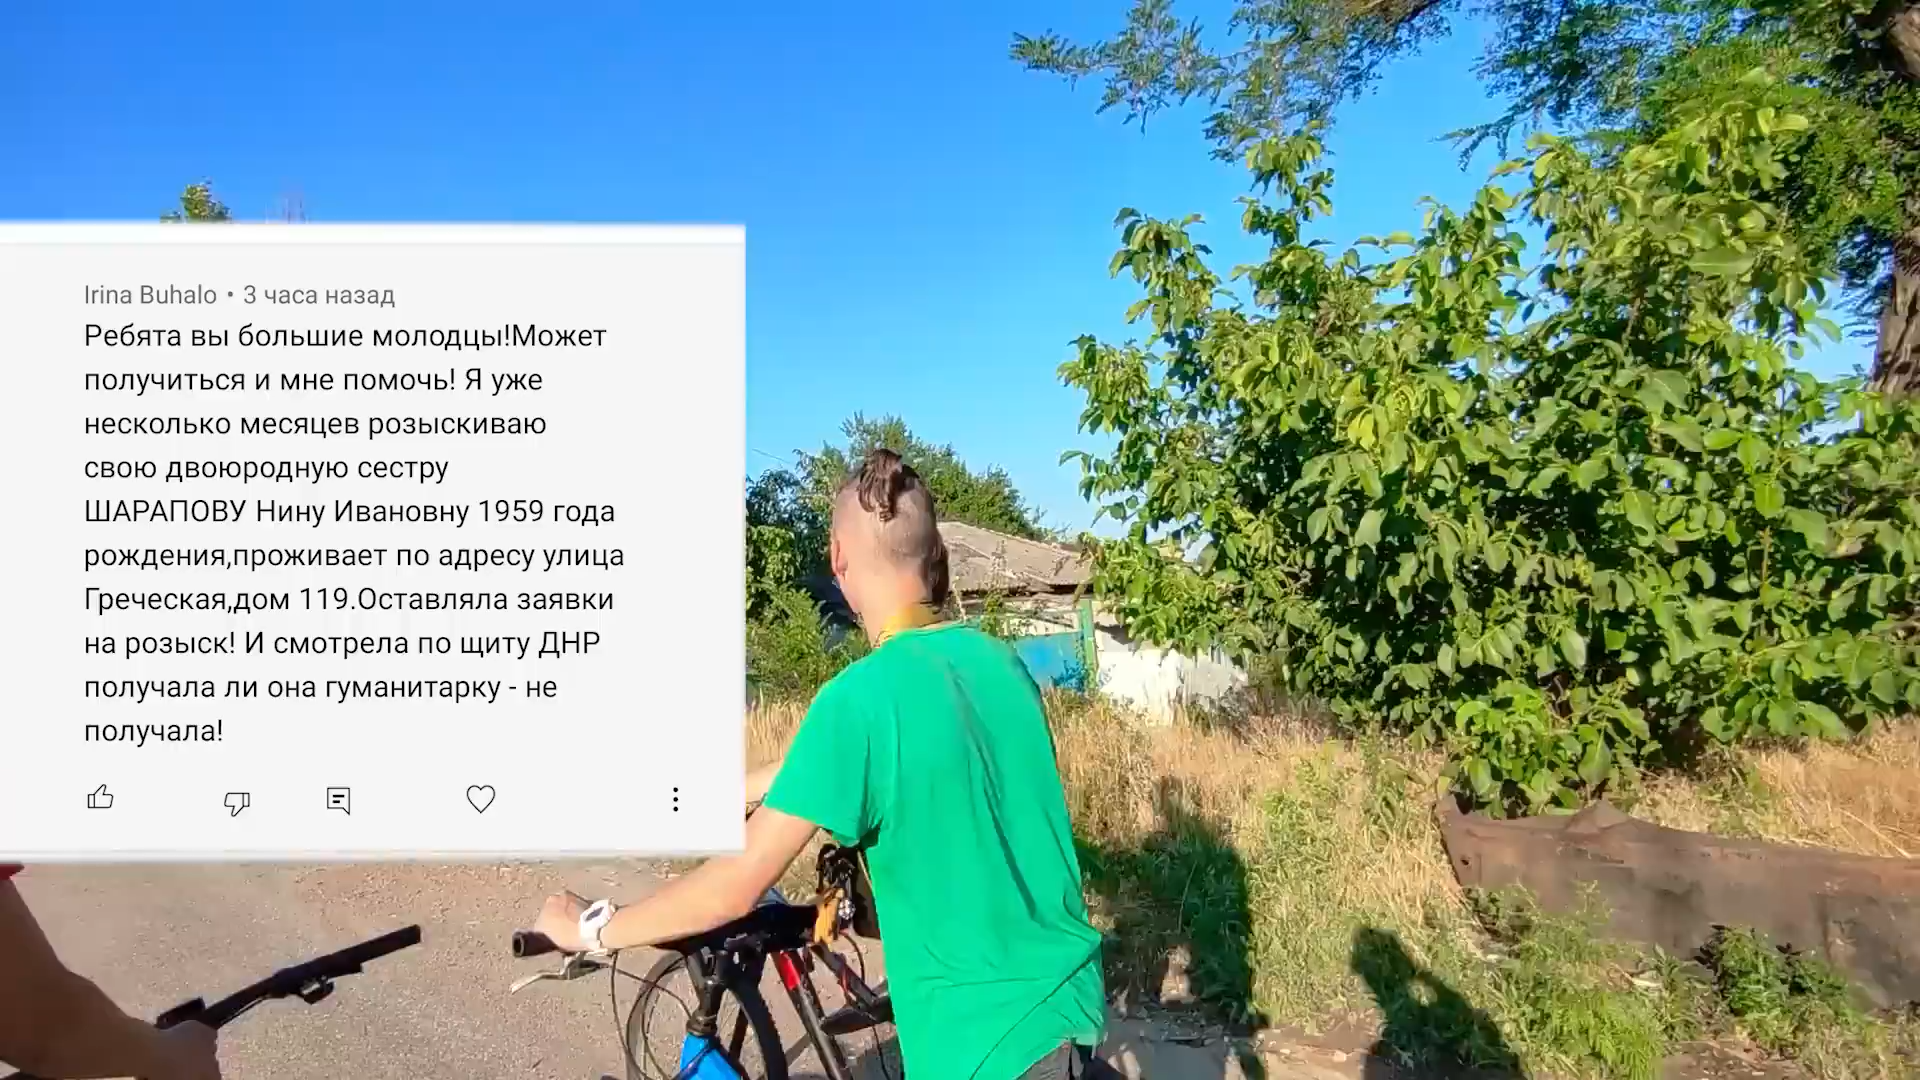 Irina Buhalo • 3 часа назад
Ребята вы большие молодцы!Может
получиться и мне помочь! Я уже
несколько месяцев розыскиваю
свою двоюродную сестру
ШАРАПОВУ Нину Ивановну 1959 года
рождения,проживает по адресу улица
Греческая,дом 119.Оставляла заявки
на розыск! И смотрела по щиту ДНР
получала ли она гуманитарку - не
получала!